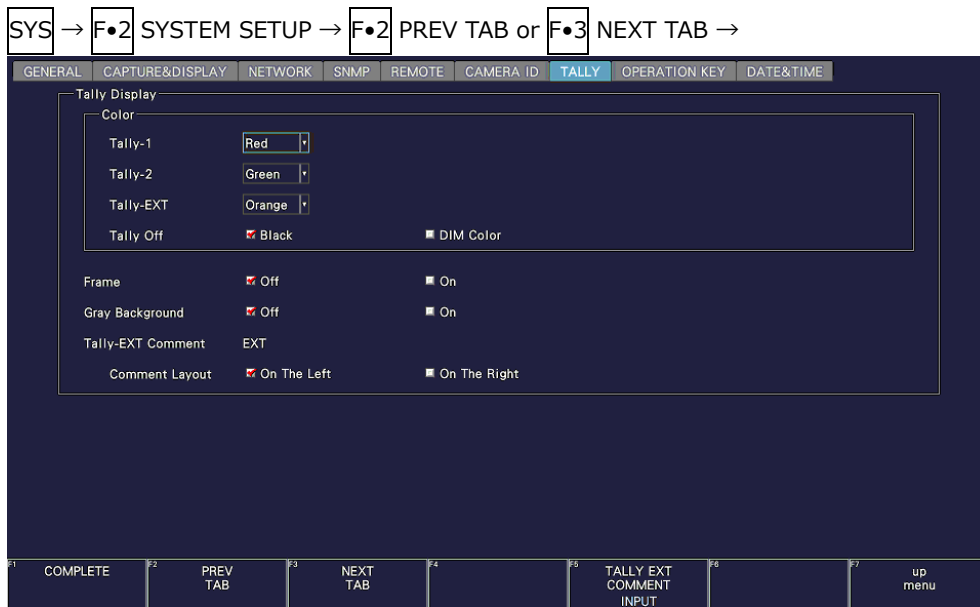 SYS → F•2 SYSTEM SETUP → F•2 PREV TAB or F•3 NEXT TAB →
GENERAL CAPTURE&DISPLAY NETWORK SNMP REMOTE CAMERA ID TALLY OPERATION KEY DATE&TIME
Tally Display
Color
Tally-1 Red
Tally-2 Green
Tally-EXT Orange
Tally Off Black DIM Color
Frame Off On
Gray Background Off On
Tally-EXT Comment EXT
Comment Layout On The Left On The Right
F1 COMPLETE F2 PREV F3 NEXT F4 F5 TALLY EXT F6 F7 up
TAB TAB COMMENT menu
INPUT